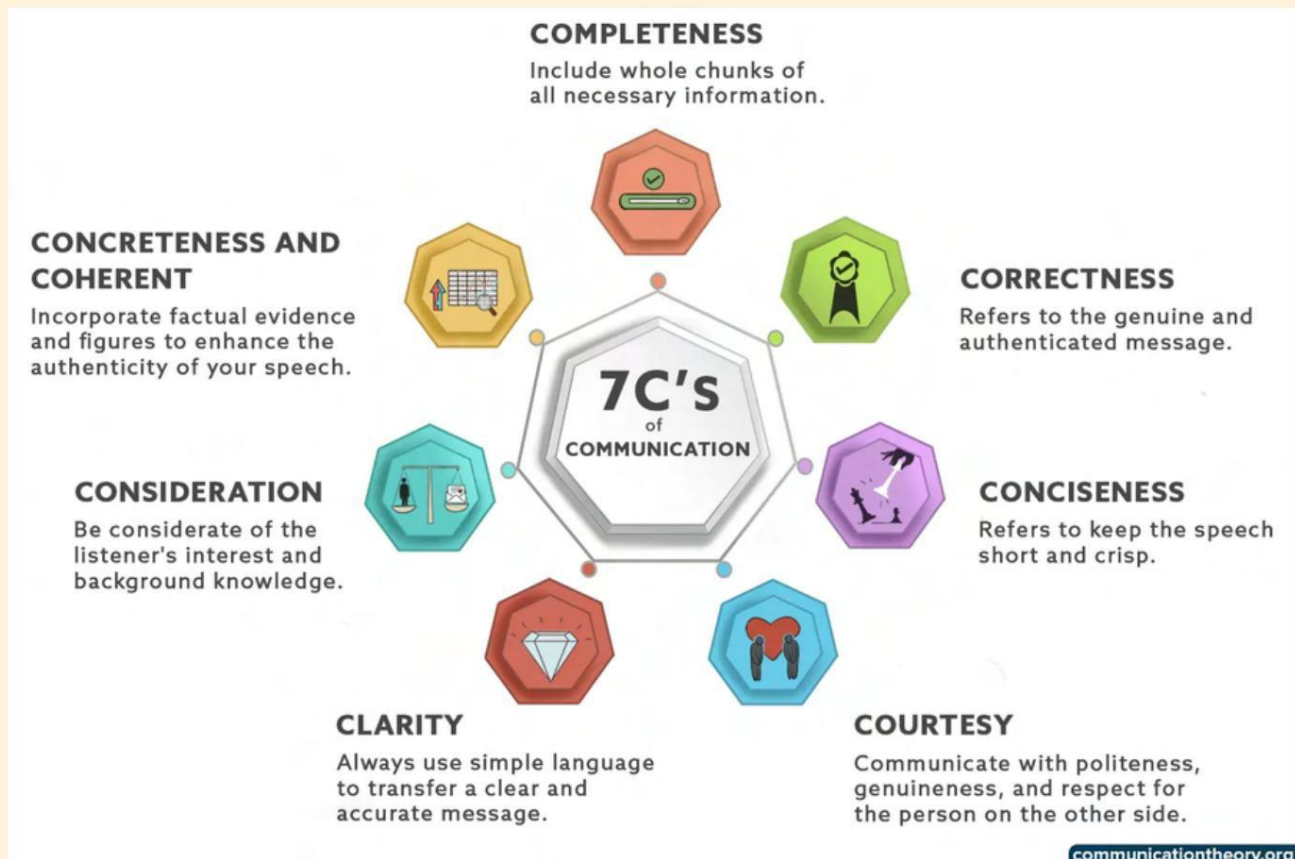 COMPLETENESS
Include whole chunks of
all necessary information.
CONCRETENESS AND
COHERENT
Incorporate factual evidence
and figures to enhance the
authenticity of your speech.
CORRECTNESS
Refers to the genuine and
authenticated message.
7C's
of
COMMUNICATION
CONSIDERATION
Be considerate of the
listener's interest and
background knowledge.
CONCISENESS
Refers to keep the speech
short and crisp.
CLARITY
Always use simple language
to transfer a clear and
accurate message.
COURTESY
Communicate with politeness,
genuineness, and respect for
the person on the other side.
communicationtheory.org